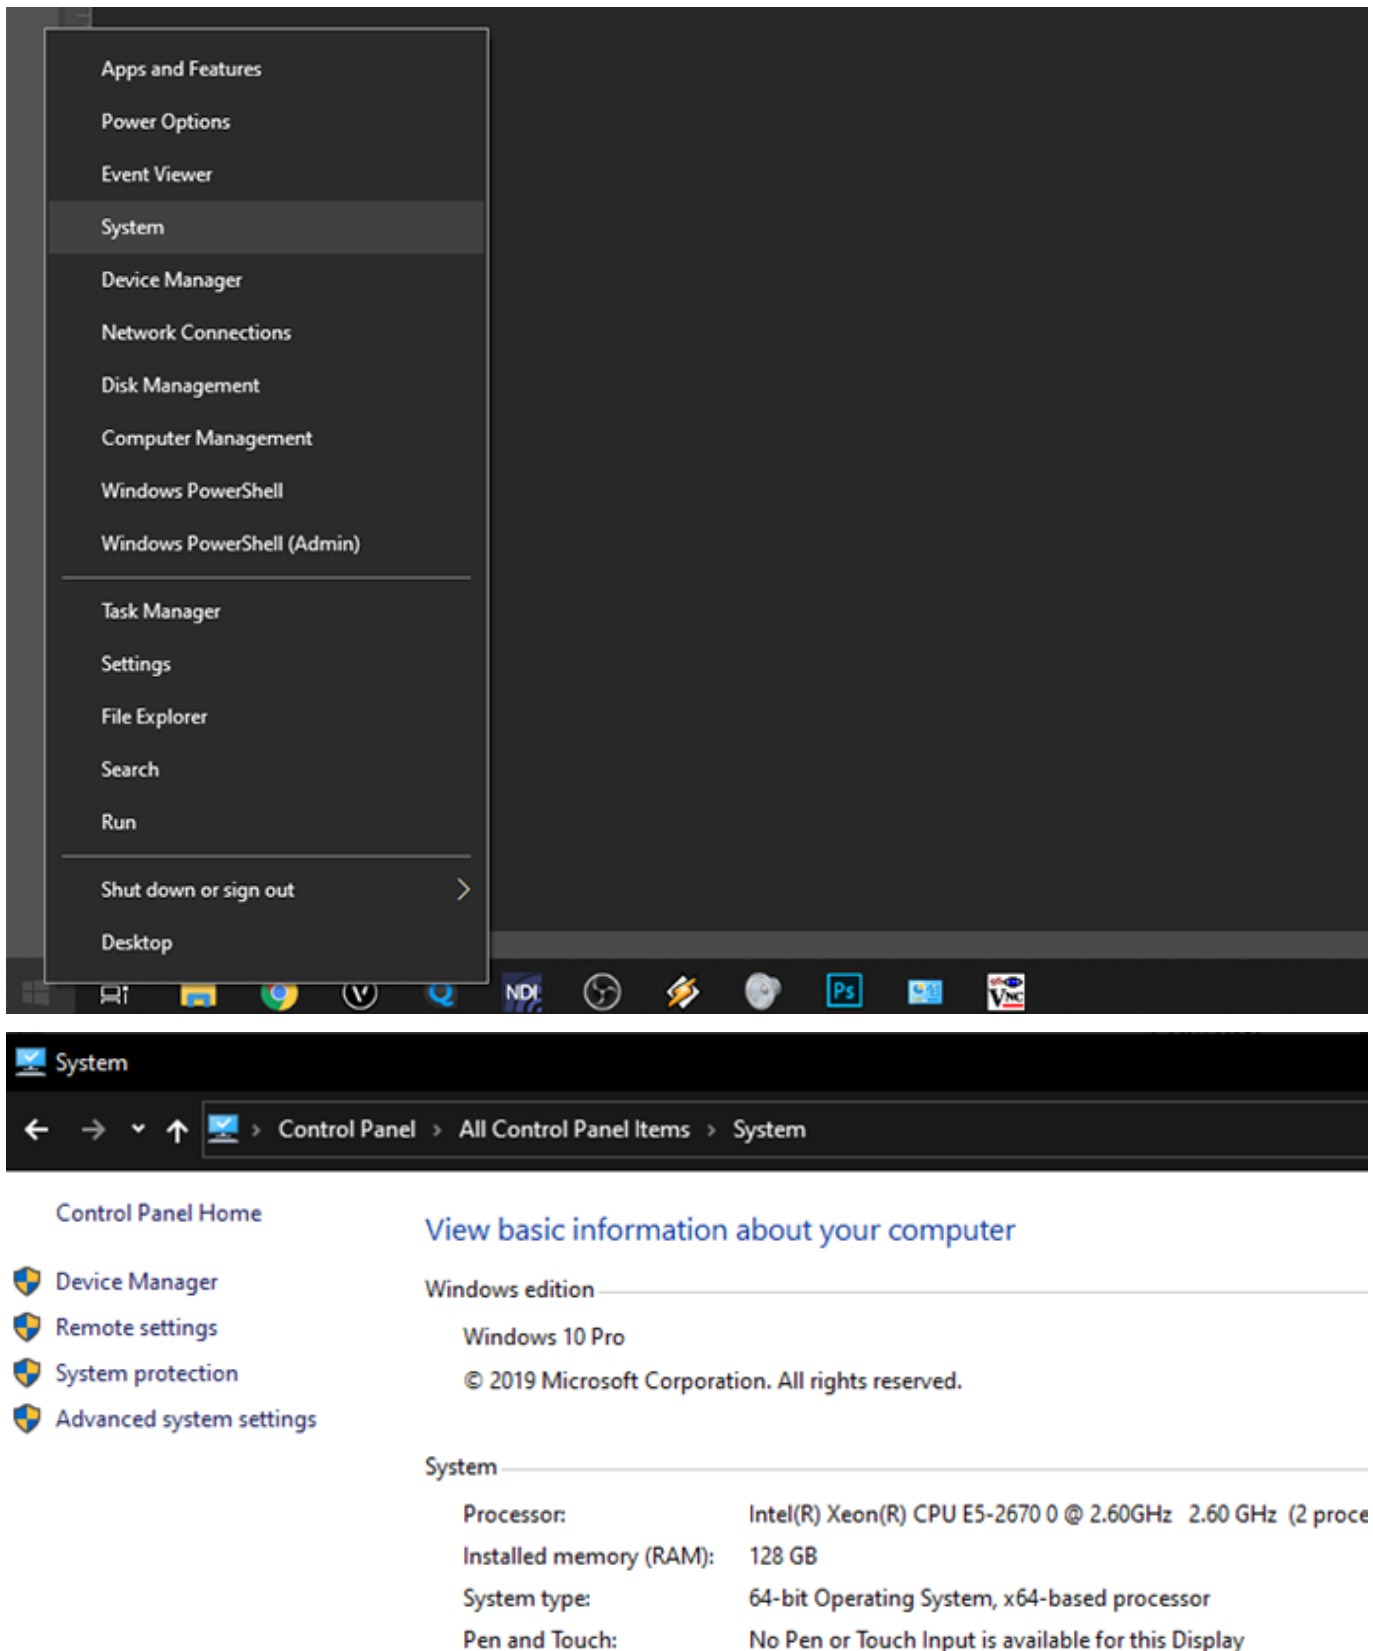 Apps and Features
Power Options
Event Viewer
System
Device Manager
Network Connections
Disk Management
Computer Management
Windows PowerShell
Windows PowerShell (Admin)
Task Manager
Settings
File Explorer
Search
Run
Shut down or sign out
Desktop
NDI
Ps
VNC
System
Control Panel > All Control Panel Items > System
Control Panel Home
Device Manager
Remote settings
System protection
Advanced system settings
View basic information about your computer
Windows edition
Windows 10 Pro
© 2019 Microsoft Corporation. All rights reserved.
System
Processor: Intel(R) Xeon(R) CPU E5-2670 0 @ 2.60GHz 2.60 GHz (2 proce
Installed memory (RAM): 128 GB
System type: 64-bit Operating System, x64-based processor
Pen and Touch: No Pen or Touch Input is available for this Display